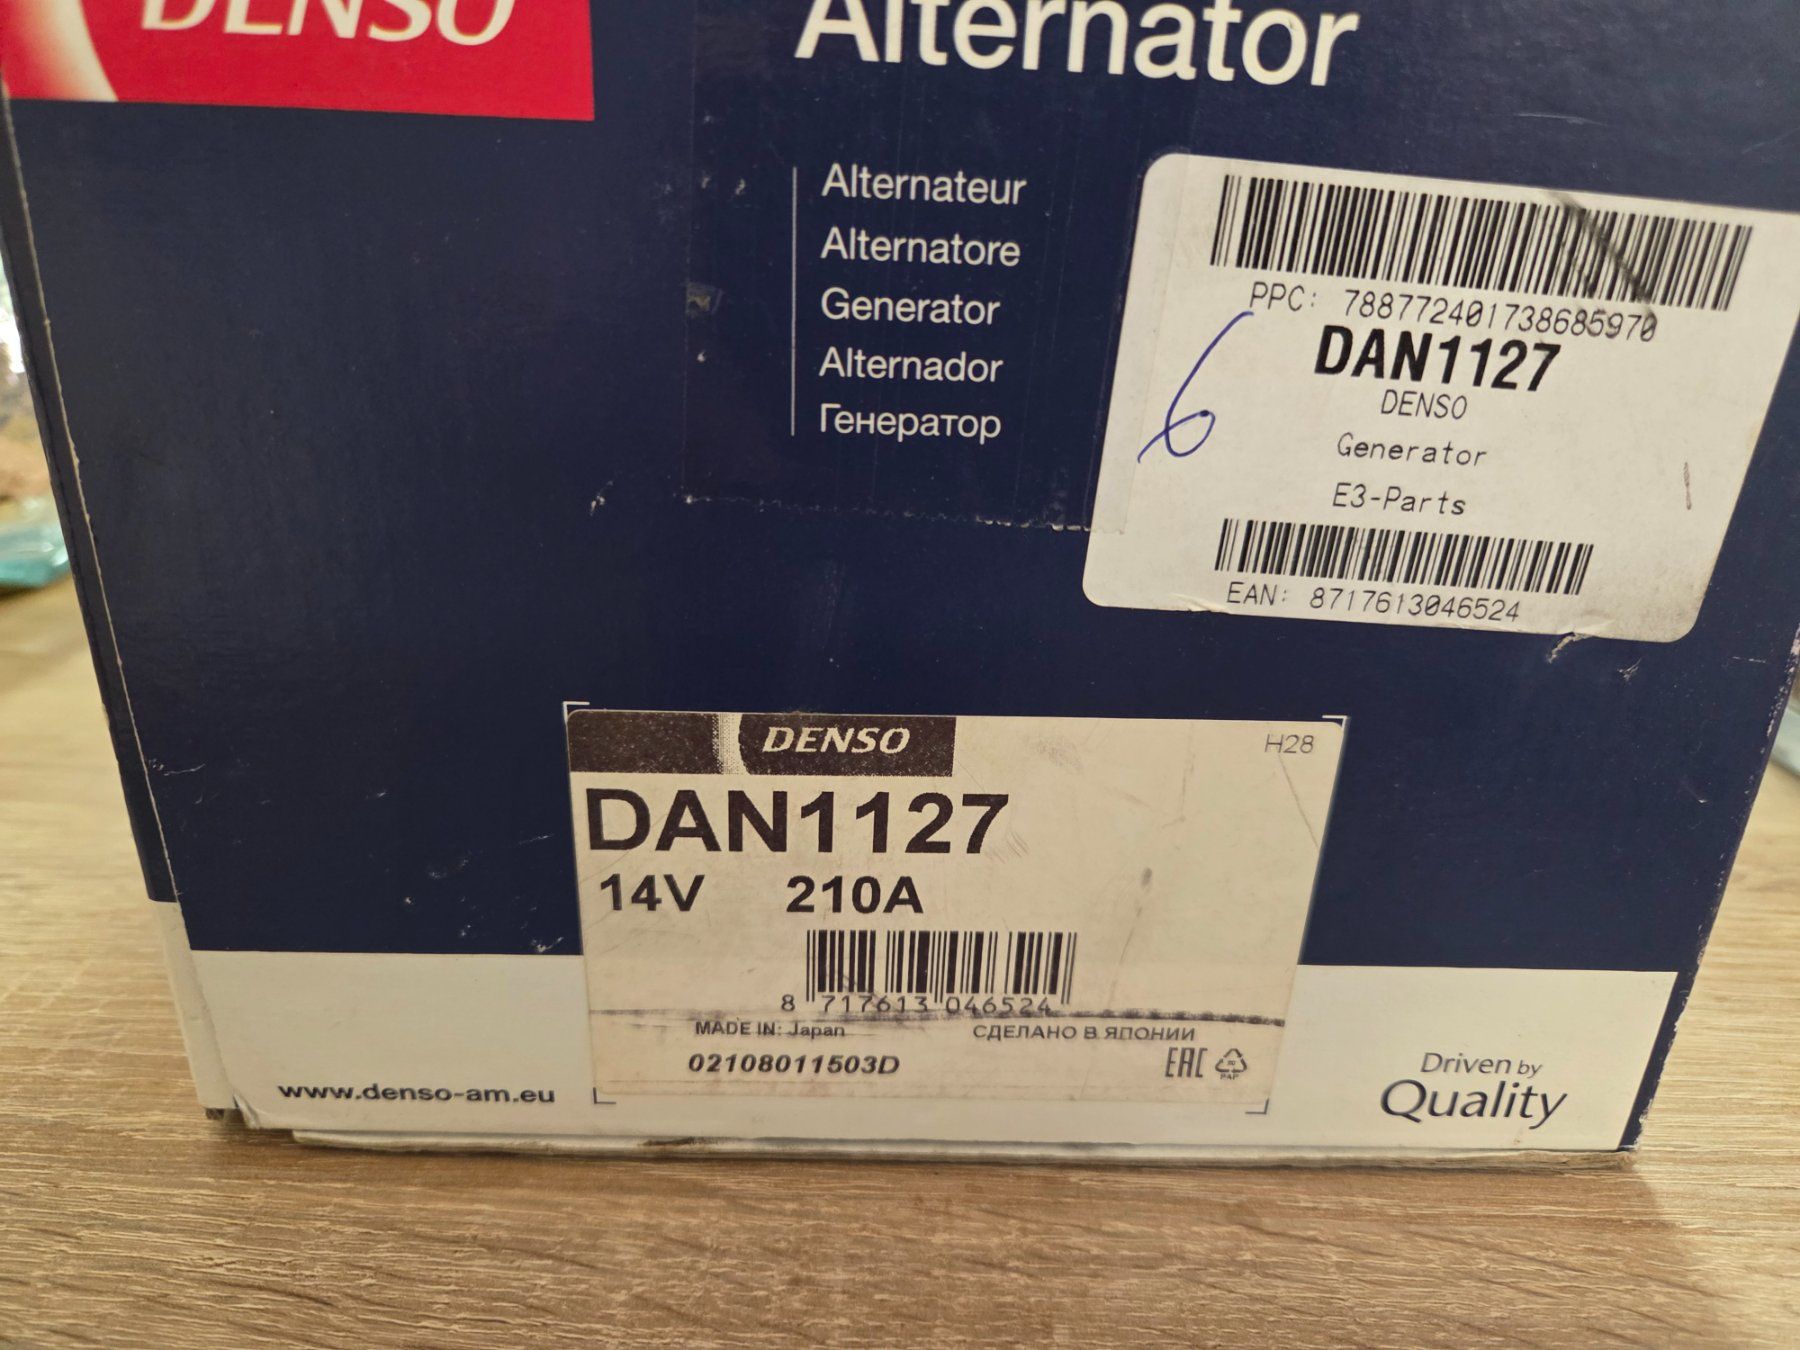 DENSO
Alternator
Alternateur
Alternatore
Generator
Alternador
Генератор
PPC: 788772401738685970
DAN1127
DENSO
Generator
E3-Parts
EAN: 8717613046524
6
DENSO
H28
DAN1127
14V 210A
8 717613 046524
MADE IN: Japan СДЕЛАНО В ЯПОНИИ
02108011503D
EAC
PAP
www.denso-am.eu
Driven by
Quality